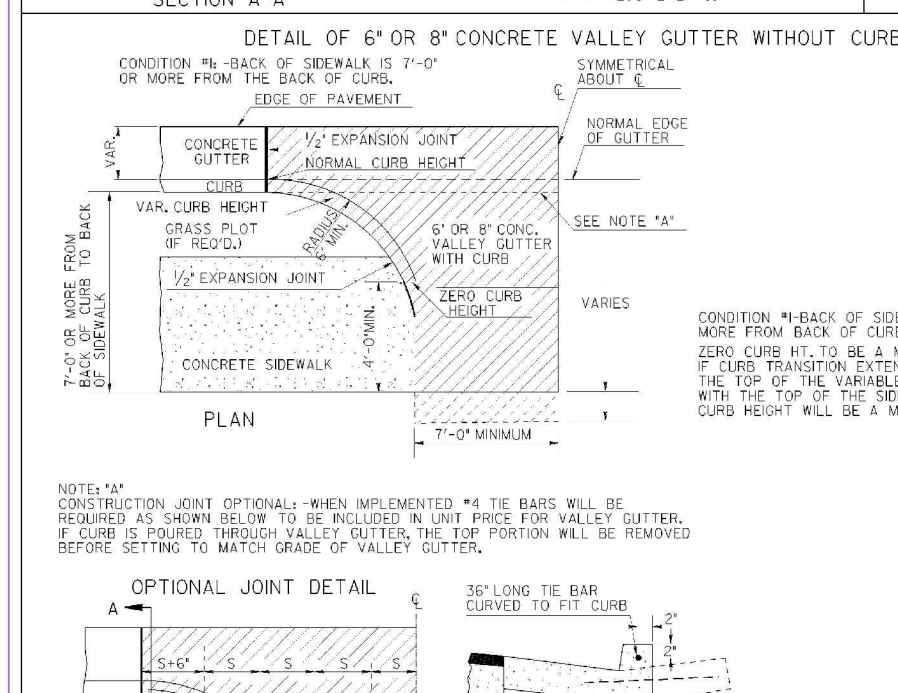 SECTION A-A
DETAIL OF 6" OR 8" CONCRETE VALLEY GUTTER WITHOUT CURB
CONDITION #1: -BACK OF SIDEWALK IS 7'-0"
OR MORE FROM THE BACK OF CURB.
SYMMETRICAL
ABOUT ℄
EDGE OF PAVEMENT
℄
VAR.
CONCRETE
GUTTER
1/2" EXPANSION JOINT
NORMAL CURB HEIGHT
NORMAL EDGE
OF GUTTER
CURB
VAR. CURB HEIGHT
GRASS PLOT
(IF REQ'D.)
RADIUS
6' MIN.
6" OR 8" CONC.
VALLEY GUTTER
WITH CURB
SEE NOTE "A"
1/2" EXPANSION JOINT
ZERO CURB
HEIGHT
VARIES
7'-0" OR MORE FROM
BACK OF CURB TO BACK
OF SIDEWALK
4'-0" MIN.
CONCRETE SIDEWALK
PLAN
7'-0" MINIMUM
CONDITION #1-BACK OF SIDE
MORE FROM BACK OF CURB
ZERO CURB HT. TO BE A M
IF CURB TRANSITION EXTEN
THE TOP OF THE VARIABLE
WITH THE TOP OF THE SID
CURB HEIGHT WILL BE A M
NOTE: "A"
CONSTRUCTION JOINT OPTIONAL: -WHEN IMPLEMENTED #4 TIE BARS WILL BE
REQUIRED AS SHOWN BELOW TO BE INCLUDED IN UNIT PRICE FOR VALLEY GUTTER.
IF CURB IS POURED THROUGH VALLEY GUTTER, THE TOP PORTION WILL BE REMOVED
BEFORE SETTING TO MATCH GRADE OF VALLEY GUTTER.
OPTIONAL JOINT DETAIL
A
℄
S+6" S S S S
36" LONG TIE BAR
CURVED TO FIT CURB
2"
2"